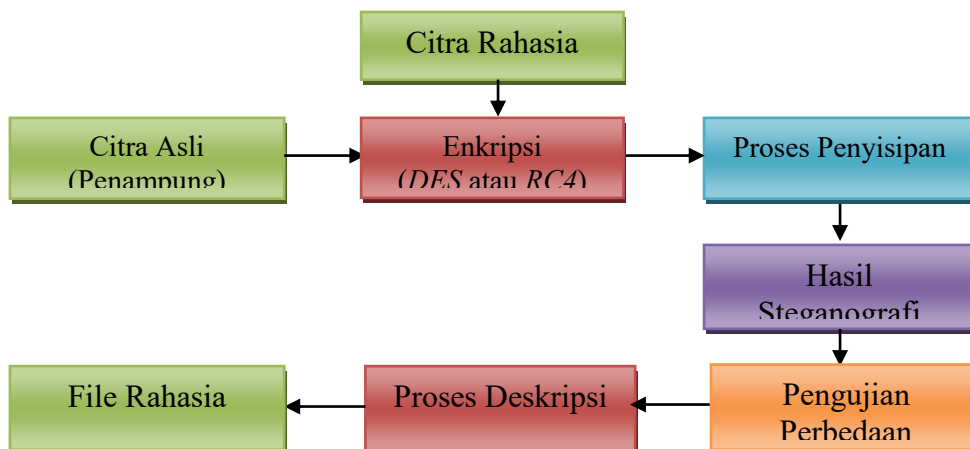 Citra Rahasia
Citra Asli
(Penampung)
Enkripsi
(DES atau RC4)
Proses Penyisipan
Hasil
Steganografi
Pengujian
Perbedaan
Proses Deskripsi
File Rahasia